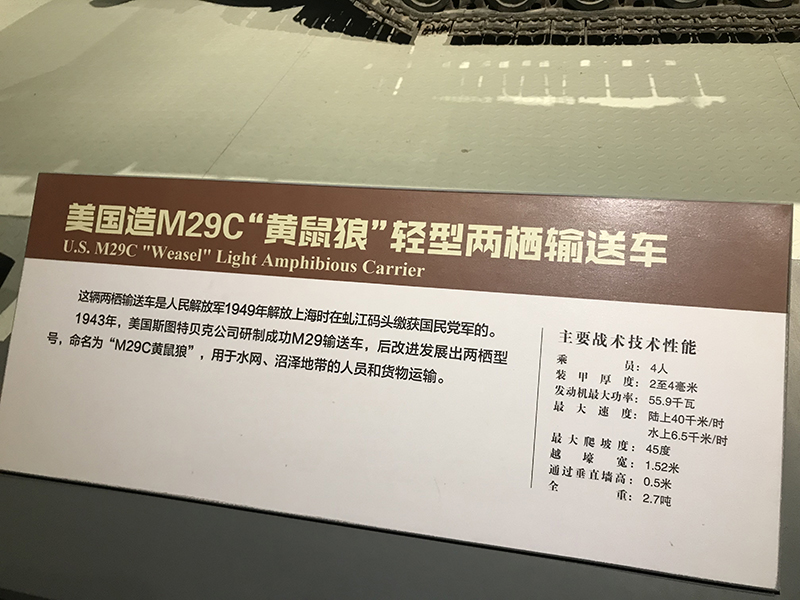 美国造M29C“黄鼠狼”轻型两栖输送车
U.S. M29C "Weasel" Light Amphibious Carrier
这辆两栖输送车是人民解放军1949年解放上海时在虬江码头缴获国民党军的。
1943年，美国斯图特贝克公司研制成功M29输送车，后改进发展出两栖型
号，命名为“M29C黄鼠狼”，用于水网、沼泽地带的人员和货物运输。
主要战术技术性能
乘员：4人
装甲厚度：2至4毫米
发动机最大功率：55.9千瓦
最大速度：陆上40千米/时
水上6.5千米/时
最大爬坡度：45度
越壕宽：1.52米
通过垂直墙高：0.5米
全重：2.7吨